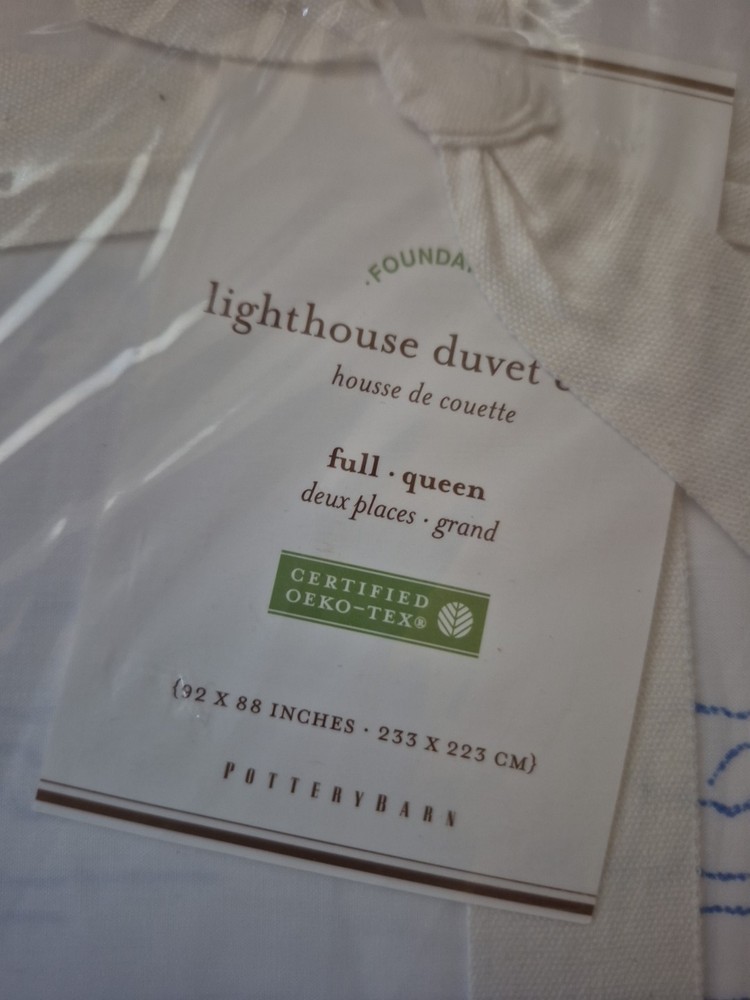 lighthouse duvet
housse de couette
full · queen
deux places · grand
CERTIFIED
OEKO-TEX®
{92 X 88 INCHES · 233 X 223 CM}
POTTERYBARN